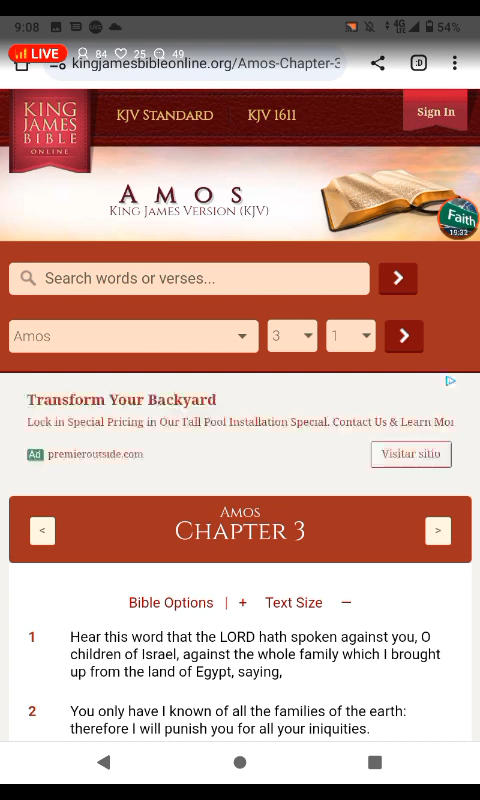 9:08
4G
LTE
54%
LIVE
84
25
49
kingjamesbibleonline.org/Amos-Chapter-3
:D
KING
JAMES
BIBLE
ONLINE
KJV STANDARD
KJV 1611
Sign In
AMOS
KING JAMES VERSION (KJV)
Faith
19:32
Search words or verses...
Amos
3
1
Transform Your Backyard
Lock in Special Pricing in Our Fall Pool Installation Special. Contact Us & Learn Mor
Ad premieroutside.com
Visitar sitio
<
AMOS
CHAPTER 3
>
Bible Options | + Text Size −
1 Hear this word that the LORD hath spoken against you, O
children of Israel, against the whole family which I brought
up from the land of Egypt, saying,
2 You only have I known of all the families of the earth:
therefore I will punish you for all your iniquities.